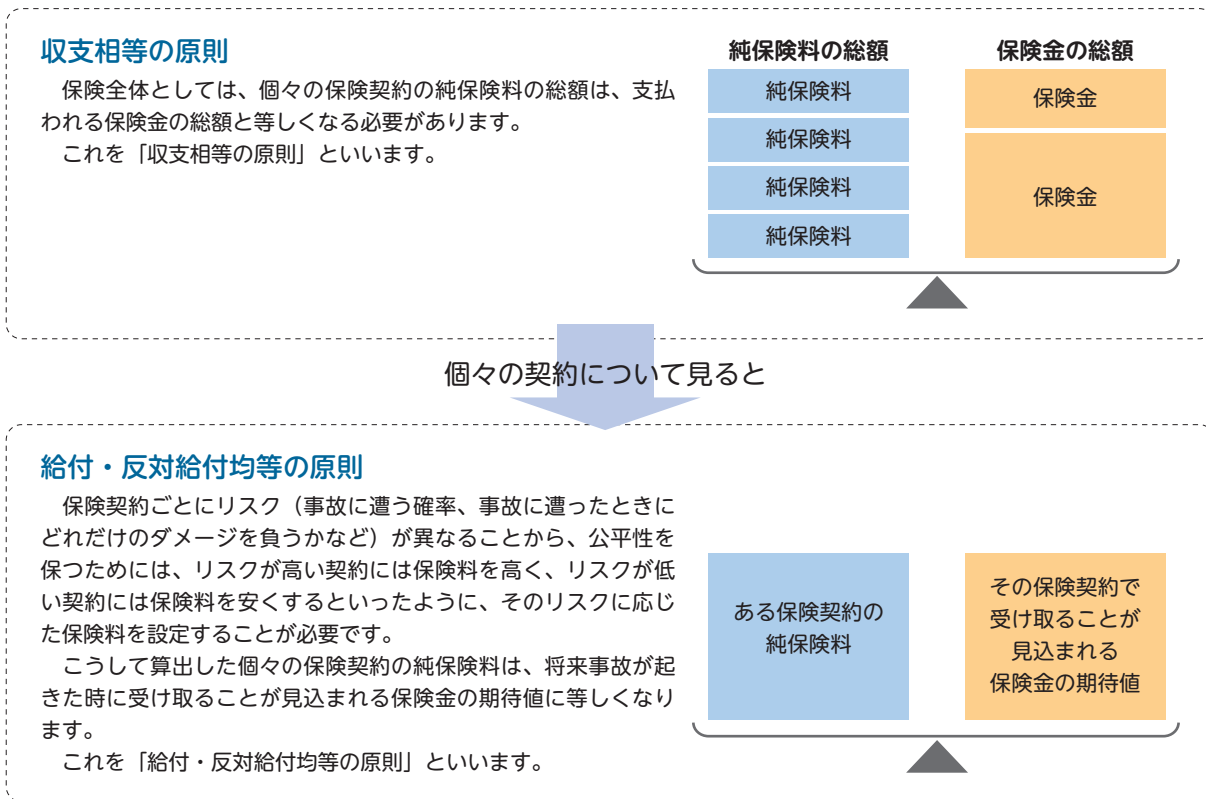 収支相等の原則
保険全体としては、個々の保険契約の純保険料の総額は、支払
われる保険金の総額と等しくなる必要があります。
これを「収支相等の原則」といいます。
純保険料の総額
純保険料
純保険料
純保険料
純保険料
保険金の総額
保険金
保険金
個々の契約について見ると
給付・反対給付均等の原則
保険契約ごとにリスク（事故に遭う確率、事故に遭ったときに
どれだけのダメージを負うかなど）が異なることから、公平性を
保つためには、リスクが高い契約には保険料を高く、リスクが低
い契約には保険料を安くするといったように、そのリスクに応じ
た保険料を設定することが必要です。
こうして算出した個々の保険契約の純保険料は、将来事故が起
きた時に受け取ることが見込まれる保険金の期待値に等しくなり
ます。
これを「給付・反対給付均等の原則」といいます。
ある保険契約の
純保険料
その保険契約で
受け取ることが
見込まれる
保険金の期待値